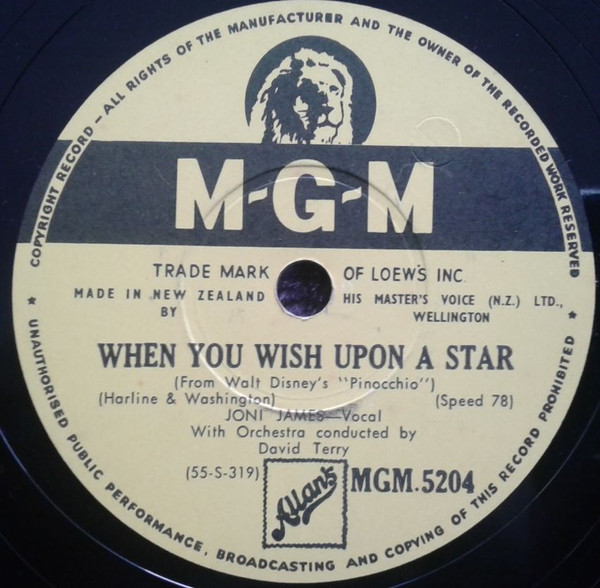 COPYRIGHT RECORD — ALL RIGHTS OF THE MANUFACTURER AND THE OWNER OF THE RECORDED WORK RESERVED
M-G-M
TRADE MARK OF LOEWS INC.
MADE IN NEW ZEALAND HIS MASTER'S VOICE (N.Z.) LTD.,
BY WELLINGTON
WHEN YOU WISH UPON A STAR
(From Walt Disney's "Pinocchio")
(Harline & Washington) (Speed 78)
JONI JAMES—Vocal
With Orchestra conducted by
David Terry
(55-S-319) Allan's MGM.5204
★ UNAUTHORISED PUBLIC PERFORMANCE, BROADCASTING AND COPYING OF THIS RECORD PROHIBITED ★